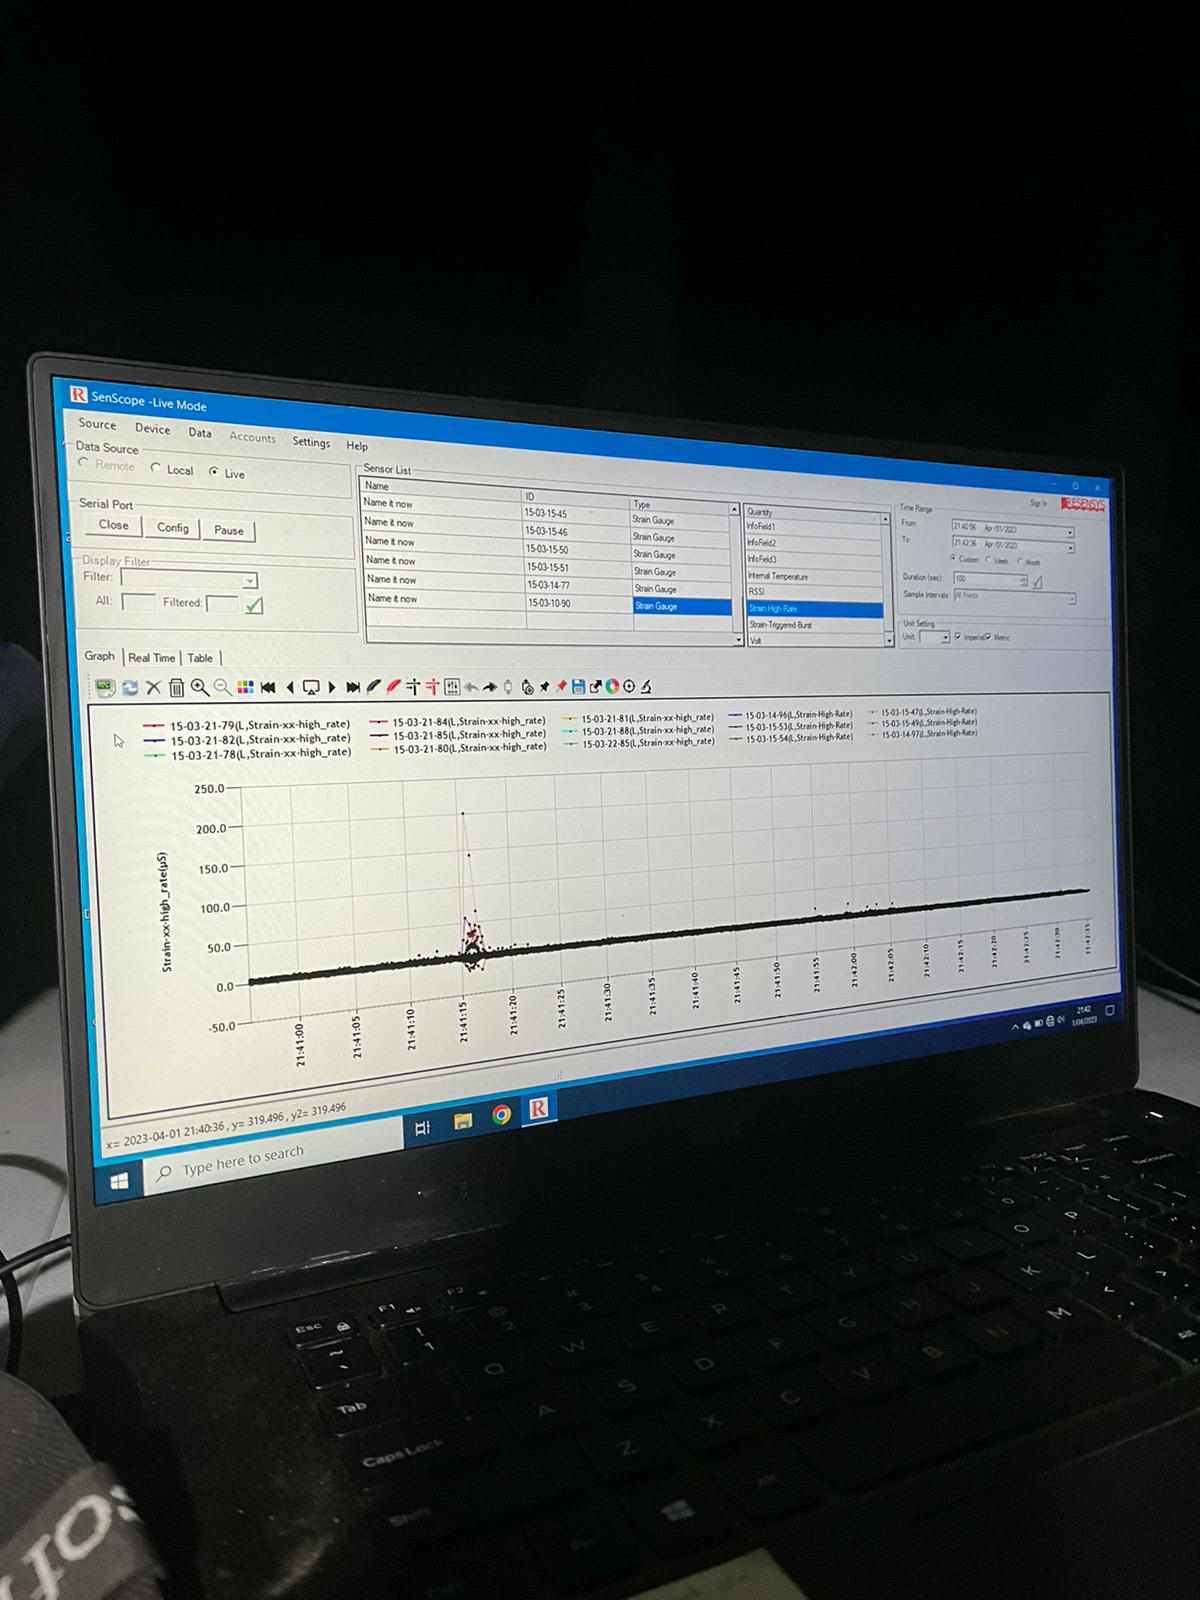 SenScope -Live Mode
Source Device Data Accounts Settings Help
Data Source
Remote Local Live
Serial Port
Close Config Pause
Display Filter
Filter:
All: Filtered:
Sensor List
Name ID Type
Name it now 15-03-15-45 Strain Gauge
Name it now 15-03-15-46 Strain Gauge
Name it now 15-03-15-50 Strain Gauge
Name it now 15-03-15-51 Strain Gauge
Name it now 15-03-14-77 Strain Gauge
Name it now 15-03-10-90 Strain Gauge
Quantity
InfoField1
InfoField2
InfoField3
Internal Temperature
RSSI
Strain High-Rate
Strain-Triggered-Burst
Volt
Sign In RESENSYS
Time Range
From: 21:40:56 Apr /01/2023
To: 21:42:36 Apr /01/2023
Custom Week Month
Duration (sec): 100
Sample Intervals: All Points
Unit Setting
Unit: Imperial Metric
Graph Real Time Table
15-03-21-79(L,Strain-xx-high_rate) 15-03-21-84(L,Strain-xx-high_rate) 15-03-21-81(L,Strain-xx-high_rate) 15-03-14-96(L,Strain-High-Rate) 15-03-15-47(L,Strain-High-Rate)
15-03-21-82(L,Strain-xx-high_rate) 15-03-21-85(L,Strain-xx-high_rate) 15-03-21-88(L,Strain-xx-high_rate) 15-03-15-53(L,Strain-High-Rate) 15-03-15-49(L,Strain-High-Rate)
15-03-21-78(L,Strain-xx-high_rate) 15-03-21-80(L,Strain-xx-high_rate) 15-03-22-85(L,Strain-xx-high_rate) 15-03-15-54(L,Strain-High-Rate) 15-03-14-97(L,Strain-High-Rate)
Strain-xx-high_rate(µS)
250.0
200.0
150.0
100.0
50.0
0.0
-50.0
21:41:00 21:41:05 21:41:10 21:41:15 21:41:20 21:41:25 21:41:30 21:41:35 21:41:40 21:41:45 21:41:50 21:41:55 21:42:00 21:42:05 21:42:10 21:42:15 21:42:20 21:42:25 21:42:30 21:42:35
x= 2023-04-01 21:40:36 , y= 319.496 , y2= 319.496
Type here to search
R
21:42
1/04/2023
Esc F1 F2
1 2 3
Tab Q W E R T Y U I O P
Caps Lock A S D F G H J K L
Shift Z X C V B N M